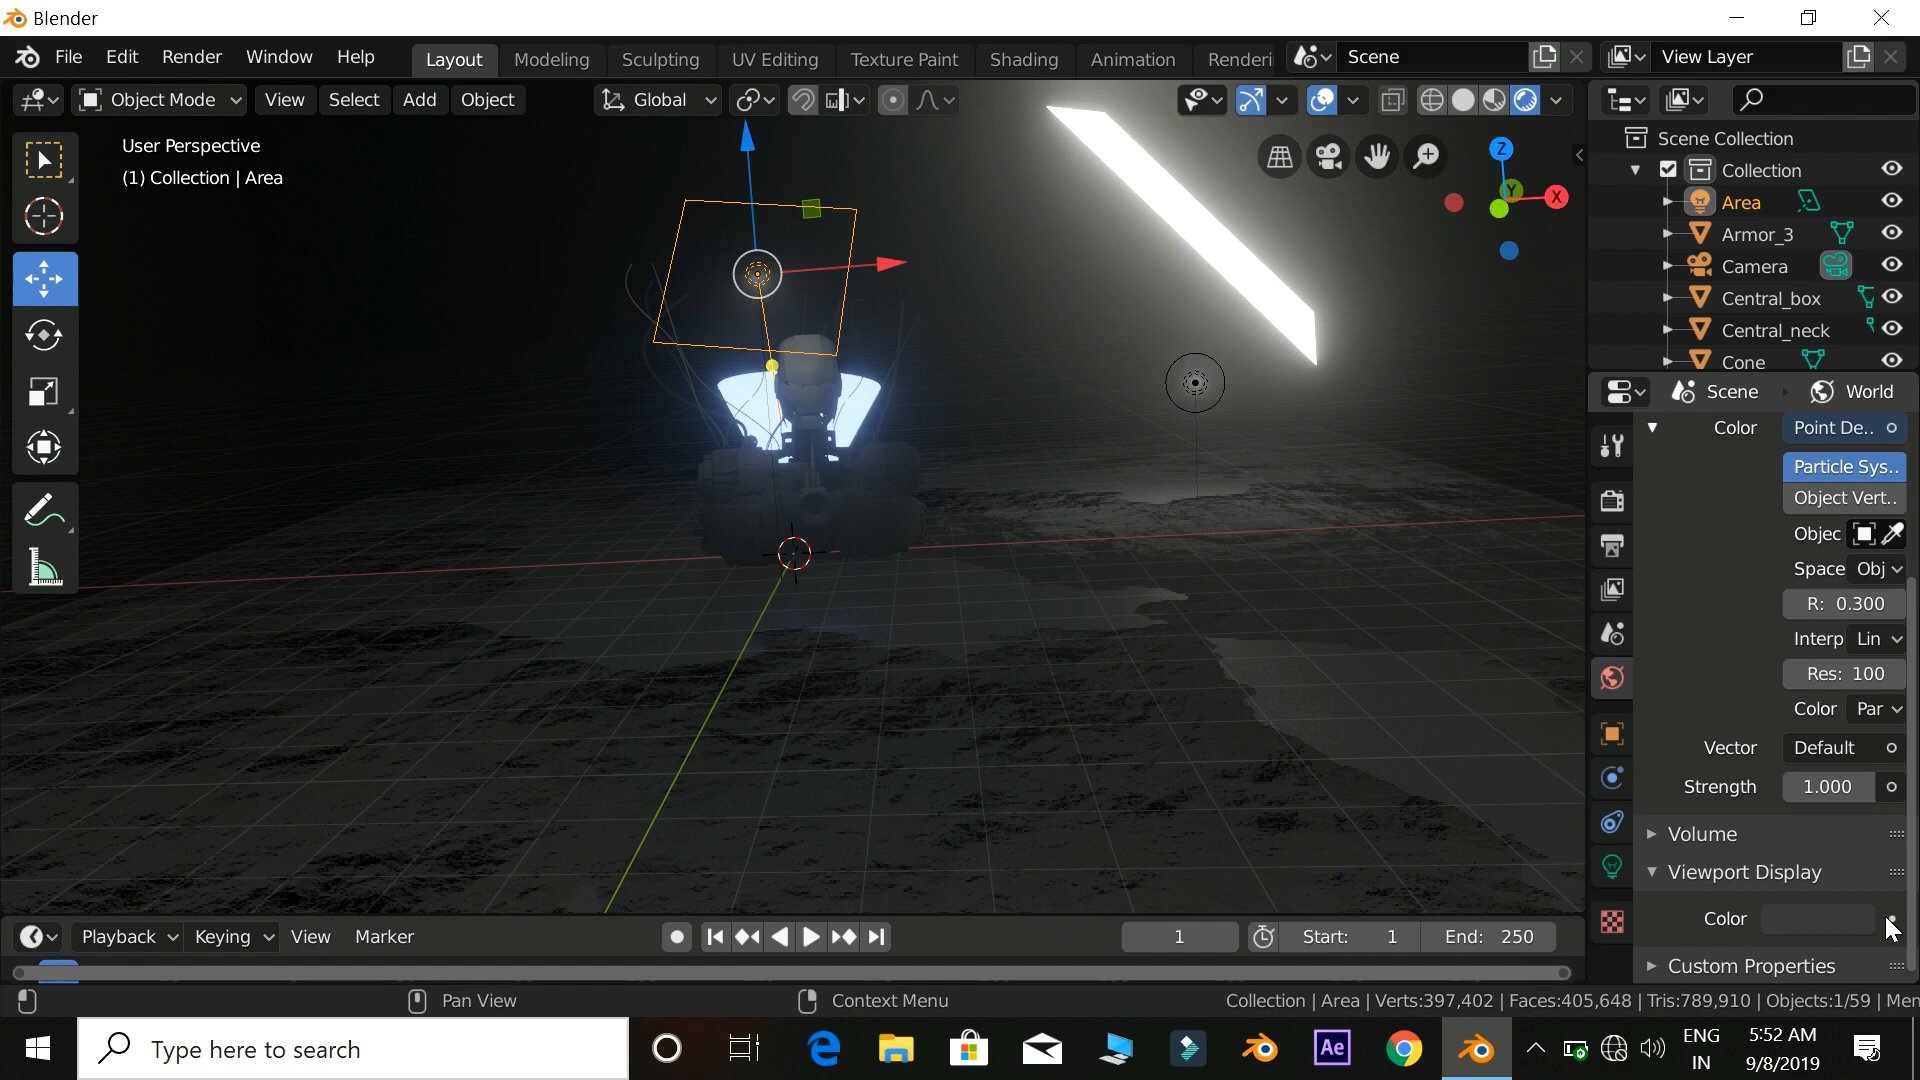 Blender
File Edit Render Window Help Layout Modeling Sculpting UV Editing Texture Paint Shading Animation Renderi Scene View Layer
Object Mode View Select Add Object Global
User Perspective
(1) Collection | Area
Z
Y
X
Scene Collection
Collection
Area
Armor_3
Camera
Central_box
Central_neck
Cone
Scene World
Color Point De..
Particle Sys..
Object Vert..
Objec
Space Obj
R: 0.300
Interp Lin
Res: 100
Color Par
Vector Default
Strength 1.000
Volume
Viewport Display
Color
Custom Properties
Playback Keying View Marker 1 Start: 1 End: 250
Pan View Context Menu Collection | Area | Verts:397,402 | Faces:405,648 | Tris:789,910 | Objects:1/59 | Men
Type here to search
Ae
ENG
IN
5:52 AM
9/8/2019